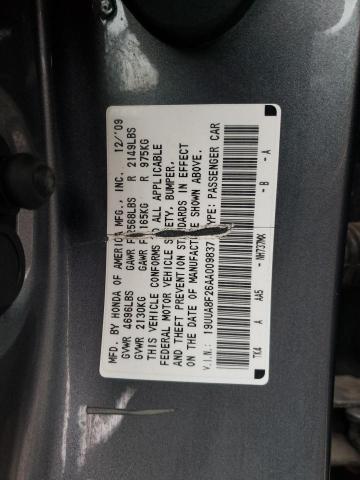 MFD. BY HONDA OF AMERICA MFG., INC. 12/'09
GVWR 4696LBS GAWR F 2568LBS R 2149LBS
GVWR 2130KG GAWR F 1165KG R 975KG
THIS VEHICLE CONFORMS TO ALL APPLICABLE
FEDERAL MOTOR VEHICLE SAFETY, BUMPER,
AND THEFT PREVENTION STANDARDS IN EFFECT
ON THE DATE OF MANUFACTURE SHOWN ABOVE.
V.I.N.: 19UUA8F26AA009837 TYPE: PASSENGER CAR
TK4 A AA5 NH737MX - B - A